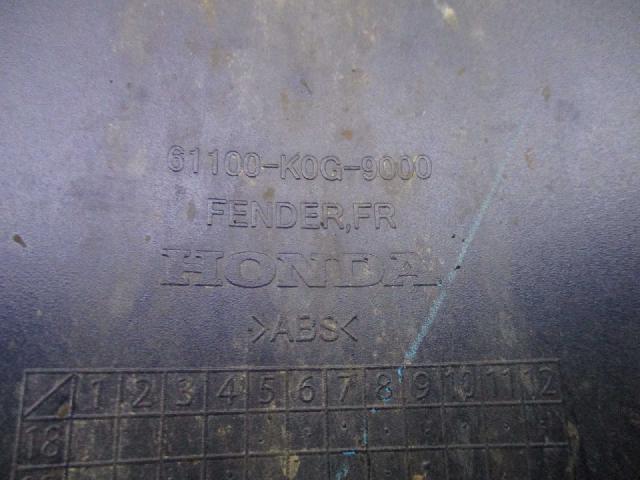 61100-K0G-9000
FENDER,FR
HONDA
>ABS<
1 2 3 4 5 6 7 8 9 10 11 12
18